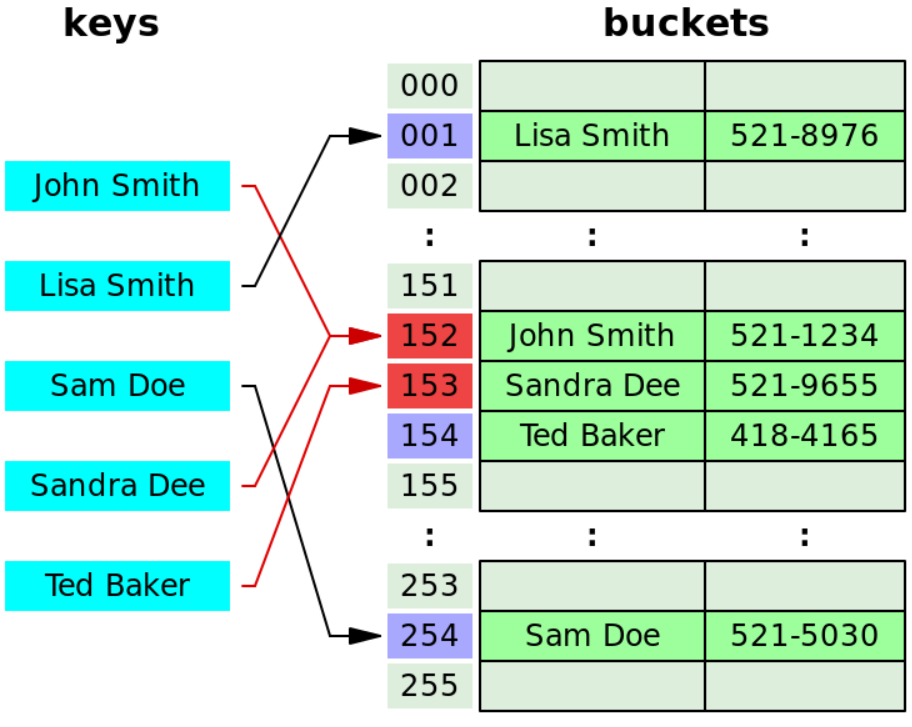 keys buckets
000
001 Lisa Smith 521-8976
John Smith 002
: : :
Lisa Smith 151
152 John Smith 521-1234
Sam Doe 153 Sandra Dee 521-9655
154 Ted Baker 418-4165
Sandra Dee 155
: : :
Ted Baker 253
254 Sam Doe 521-5030
255